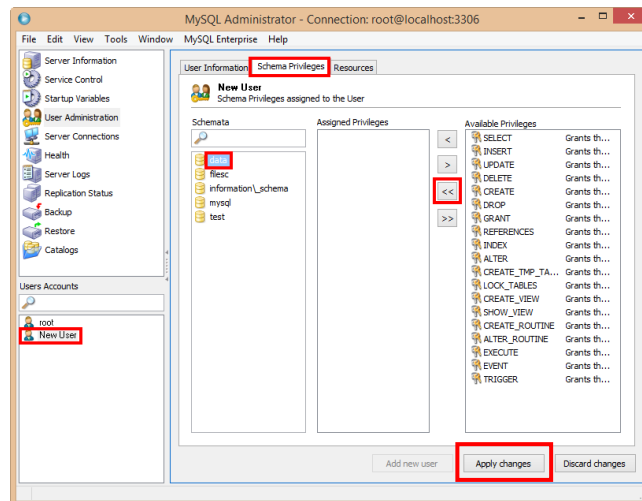 MySQL Administrator - Connection: root@localhost:3306
File Edit View Tools Window MySQL Enterprise Help
Server Information
Service Control
Startup Variables
User Administration
Server Connections
Health
Server Logs
Replication Status
Backup
Restore
Catalogs
Users Accounts
root
New User
User Information Schema Privileges Resources
New User
Schema Privileges assigned to the User
Schemata
data
filesc
information\_schema
mysql
test
Assigned Privileges
<
>
<<
>>
Available Privileges
SELECT Grants th...
INSERT Grants th...
UPDATE Grants th...
DELETE Grants th...
CREATE Grants th...
DROP Grants th...
GRANT Grants th...
REFERENCES Grants th...
INDEX Grants th...
ALTER Grants th...
CREATE_TMP_TA... Grants th...
LOCK_TABLES Grants th...
CREATE_VIEW Grants th...
SHOW_VIEW Grants th...
CREATE_ROUTINE Grants th...
ALTER_ROUTINE Grants th...
EXECUTE Grants th...
EVENT Grants th...
TRIGGER Grants th...
Add new user Apply changes Discard changes